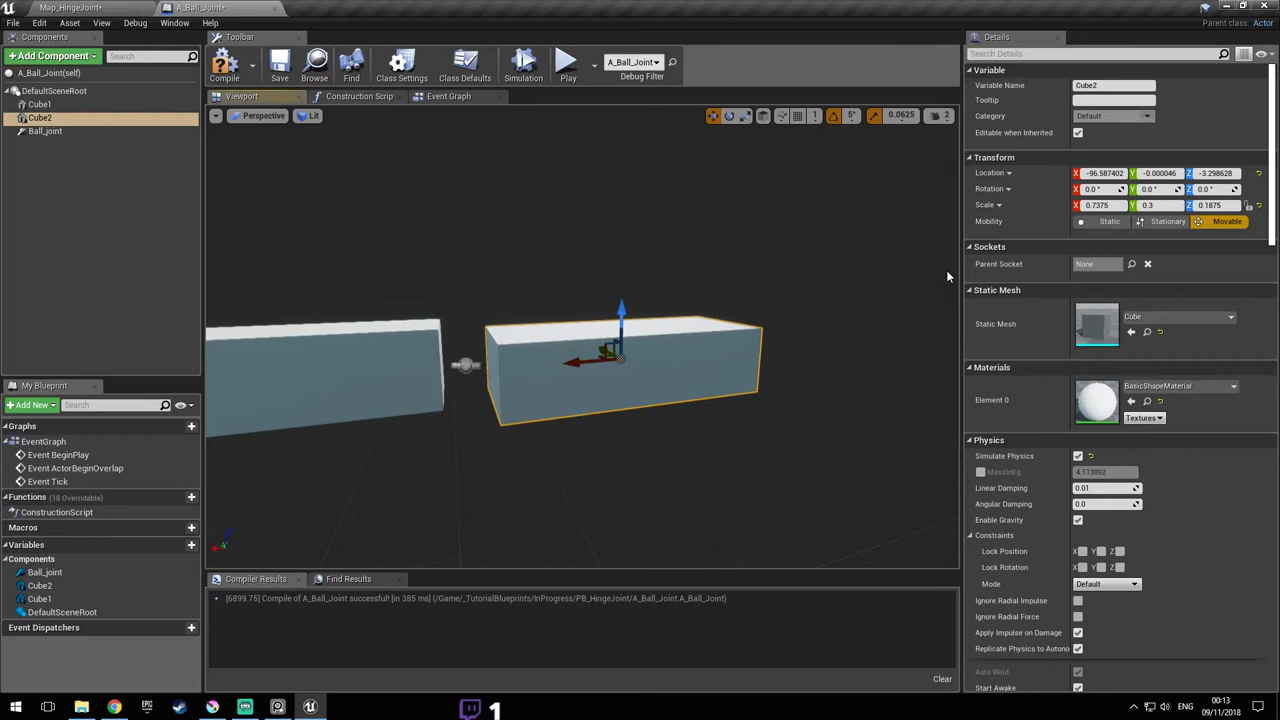 Map_HingeJoint*
A_Ball_Joint*
File Edit Asset View Debug Window Help
Parent class: Actor
Components
Add Component
Search
A_Ball_Joint(self)
DefaultSceneRoot
Cube1
Cube2
Ball_joint
My Blueprint
Add New
Search
Graphs
EventGraph
Event BeginPlay
Event ActorBeginOverlap
Event Tick
Functions (18 Overridable)
ConstructionScript
Macros
Variables
Components
Ball_joint
Cube2
Cube1
DefaultSceneRoot
Event Dispatchers
Toolbar
Compile Save Browse Find Class Settings Class Defaults Simulation Play
A_Ball_Joint
Debug Filter
Viewport Construction Scrip Event Graph
Perspective Lit 1 5° 0.0625 2
Compiler Results Find Results
[6899.75] Compile of A_Ball_Joint successful! [in 385 ms] (/Game/_TutorialBlueprints/InProgress/PB_HingeJoint/A_Ball_Joint.A_Ball_Joint)
Clear
Details
Search Details
Variable
Variable Name Cube2
Tooltip
Category Default
Editable when Inherited
Transform
Location X -96.587402 Y -0.000046 Z -3.298628
Rotation X 0.0 ° Y 0.0 ° Z 0.0 °
Scale X 0.7375 Y 0.3 Z 0.1875
Mobility Static Stationary Movable
Sockets
Parent Socket None
Static Mesh
Static Mesh Cube
Materials
Element 0 BasicShapeMaterial
Textures
Physics
Simulate Physics
MassInKg 4.113892
Linear Damping 0.01
Angular Damping 0.0
Enable Gravity
Constraints
Lock Position X Y Z
Lock Rotation X Y Z
Mode Default
Ignore Radial Impulse
Ignore Radial Force
Apply Impulse on Damage
Replicate Physics to Autono
Auto Weld
Start Awake
EPIC
1
ENG
00:13
09/11/2018